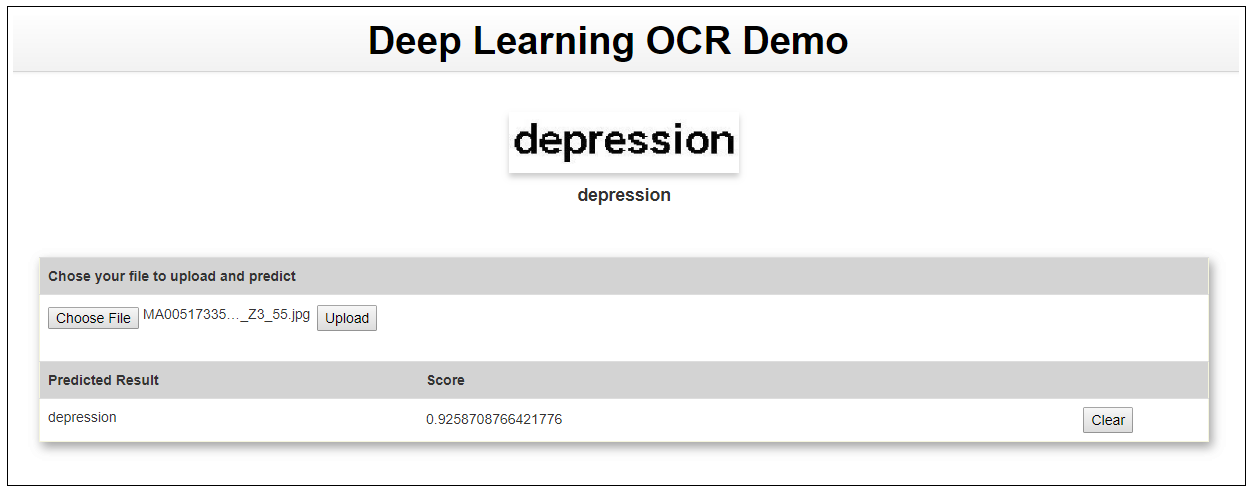 Deep Learning OCR Demo
depression
depression
Chose your file to upload and predict
Choose File MA00517335…_Z3_55.jpg Upload
Predicted Result Score
depression 0.9258708766421776 Clear